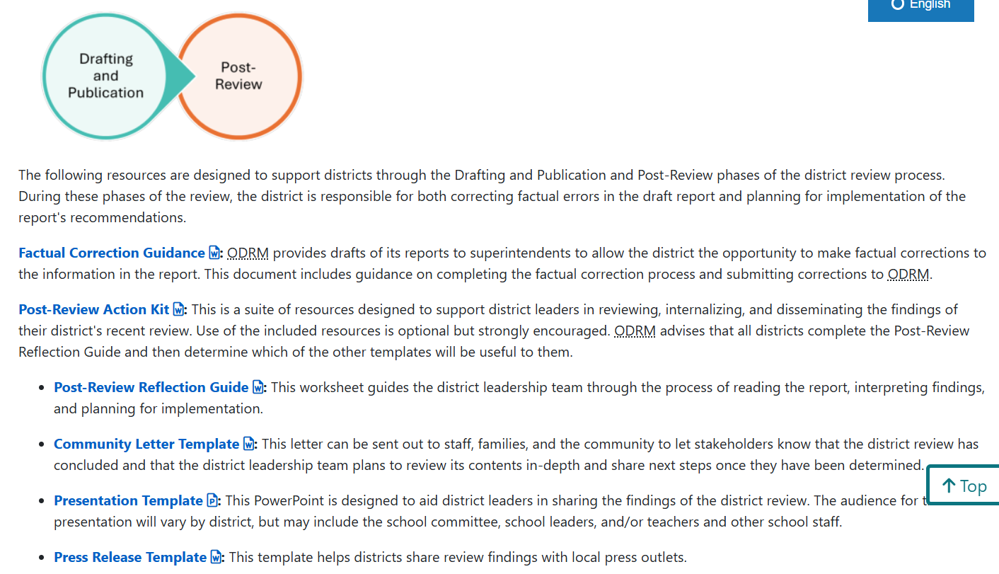 English
Drafting
and
Publication
Post-
Review
The following resources are designed to support districts through the Drafting and Publication and Post-Review phases of the district review process.
During these phases of the review, the district is responsible for both correcting factual errors in the draft report and planning for implementation of the
report's recommendations.
Factual Correction Guidance : ODRM provides drafts of its reports to superintendents to allow the district the opportunity to make factual corrections to
the information in the report. This document includes guidance on completing the factual correction process and submitting corrections to ODRM.
Post-Review Action Kit : This is a suite of resources designed to support district leaders in reviewing, internalizing, and disseminating the findings of
their district's recent review. Use of the included resources is optional but strongly encouraged. ODRM advises that all districts complete the Post-Review
Reflection Guide and then determine which of the other templates will be useful to them.
• Post-Review Reflection Guide : This worksheet guides the district leadership team through the process of reading the report, interpreting findings,
and planning for implementation.
• Community Letter Template : This letter can be sent out to staff, families, and the community to let stakeholders know that the district review has
concluded and that the district leadership team plans to review its contents in-depth and share next steps once they have been determined.
↑ Top
• Presentation Template : This PowerPoint is designed to aid district leaders in sharing the findings of the district review. The audience for
presentation will vary by district, but may include the school committee, school leaders, and/or teachers and other school staff.
• Press Release Template : This template helps districts share review findings with local press outlets.